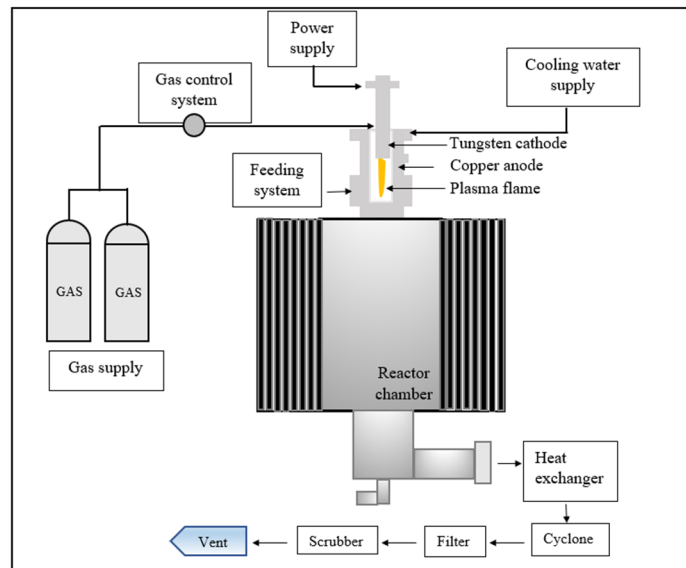 Power
supply
Gas control
system
Cooling water
supply
Tungsten cathode
Copper anode
Plasma flame
Feeding
system
GAS
GAS
Gas supply
Reactor
chamber
Heat
exchanger
Cyclone
Filter
Scrubber
Vent